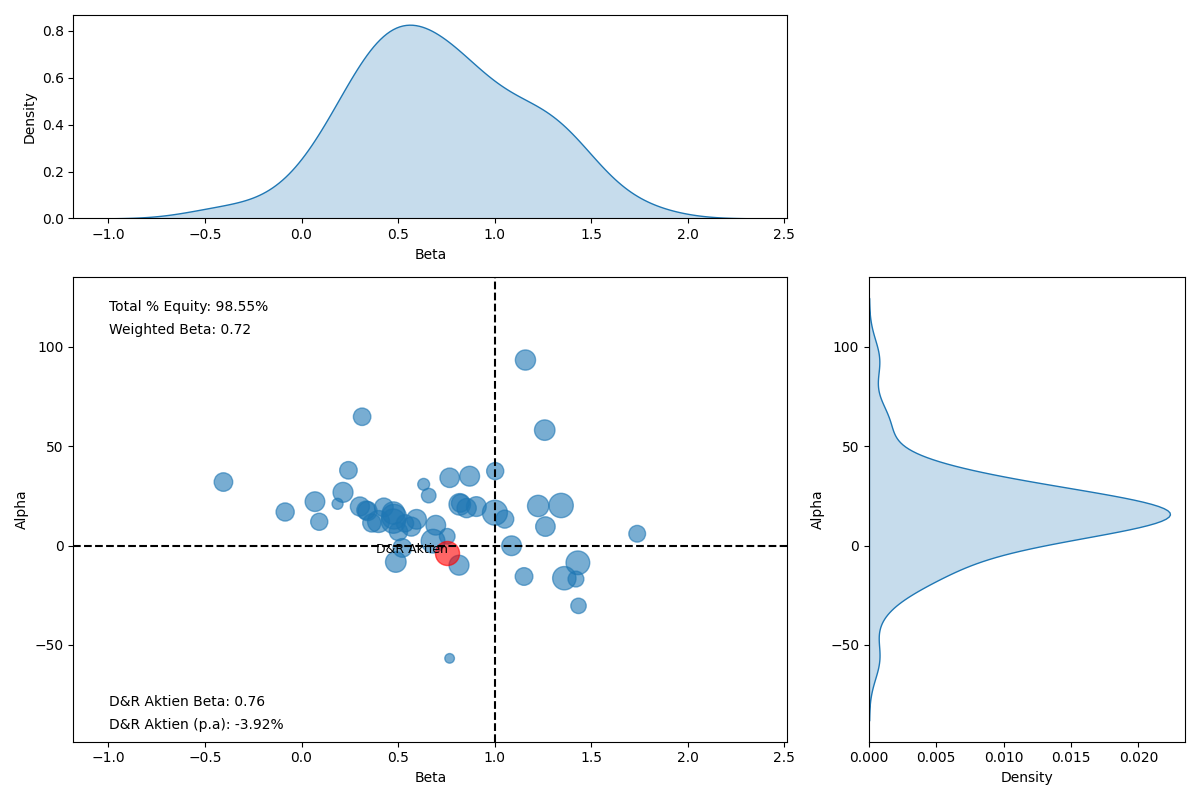 0.8
0.6
0.4
0.2
0.0
Density
−1.0 −0.5 0.0 0.5 1.0 1.5 2.0 2.5
Beta
Total % Equity: 98.55%
Weighted Beta: 0.72
100
50
0
−50
Alpha
D&R Aktien
D&R Aktien Beta: 0.76
D&R Aktien (p.a): -3.92%
−1.0 −0.5 0.0 0.5 1.0 1.5 2.0 2.5
Beta
100
50
0
−50
Alpha
0.000 0.005 0.010 0.015 0.020
Density